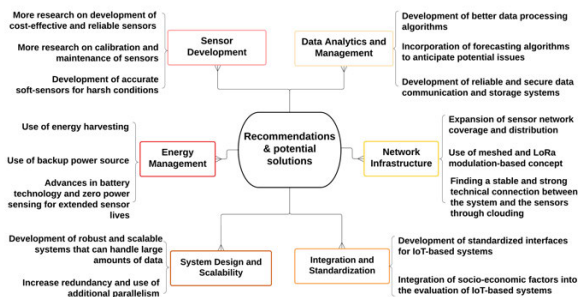 More research on development of
cost-effective and reliable sensors
More research on calibration and
maintenance of sensors
Development of accurate
soft-sensors for harsh conditions
Sensor
Development
Data Analytics and
Management
Development of better data processing
algorithms
Incorporation of forecasting algorithms
to anticipate potential issues
Development of reliable and secure data
communication and storage systems
Recommendations
& potential
solutions
Use of energy harvesting
Use of backup power source
Advances in battery
technology and zero power
sensing for extended sensor
lives
Energy
Management
Network
Infrastructure
Expansion of sensor network
coverage and distribution
Use of meshed and LoRa
modulation-based concept
Finding a stable and strong
technical connection between
the system and the sensors
through clouding
Development of robust and scalable
systems that can handle large
amounts of data
Increase redundancy and use of
additional parallelism
System Design and
Scalability
Integration and
Standardization
Development of standardized interfaces
for IoT-based systems
Integration of socio-economic factors into
the evaluation of IoT-based systems